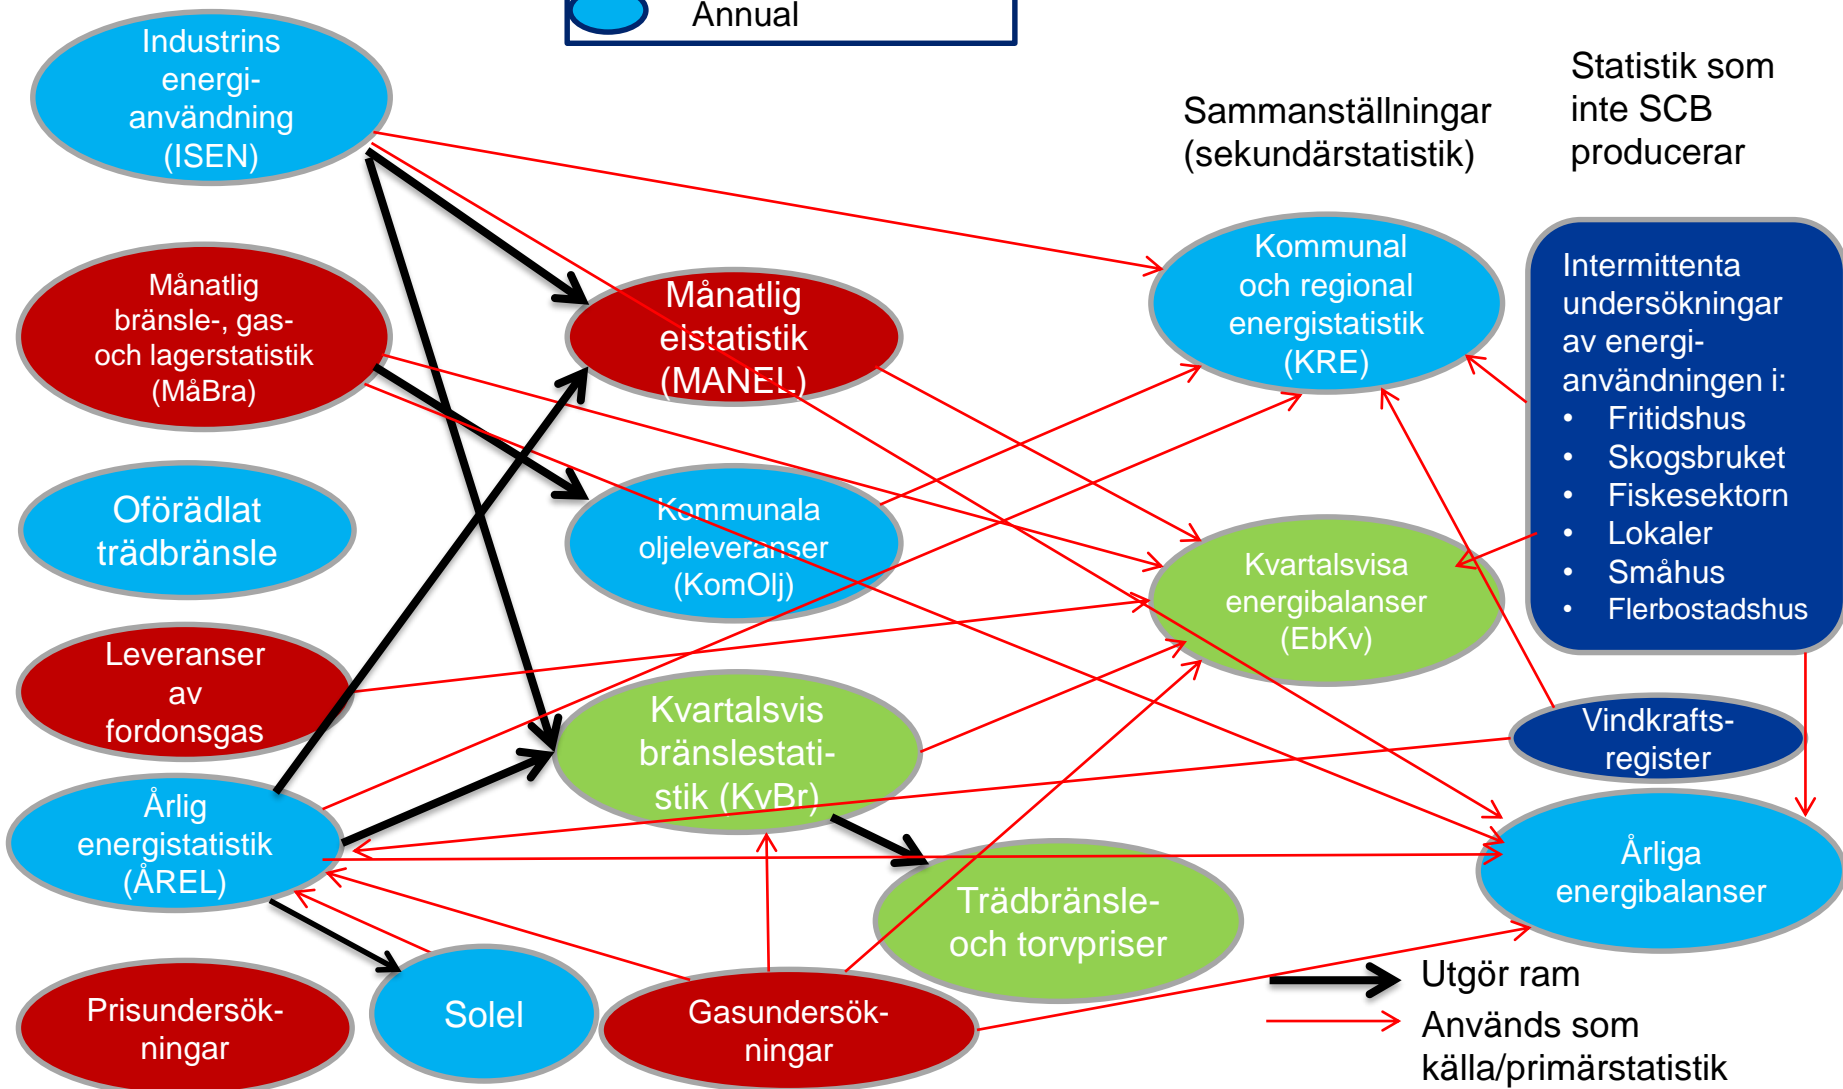 Annual
Industrins
energi-
användning
(ISEN)
Statistik som
inte SCB
producerar
Sammanställningar
(sekundärstatistik)
Månatlig
bränsle-, gas-
och lagerstatistik
(MåBra)
Månatlig
eistatistik
(MANEL)
Kommunal
och regional
energistatistik
(KRE)
Intermittenta
undersökningar
av energi-
användningen i:
• Fritidshus
• Skogsbruket
• Fiskesektorn
• Lokaler
• Småhus
• Flerbostadshus
Oförädlat
trädbränsle
Kommunala
oljeleveranser
(KomOlj)
Kvartalsvisa
energibalanser
(EbKv)
Leveranser
av
fordonsgas
Kvartalsvis
bränslestati-
stik (KvBr)
Vindkrafts-
register
Årlig
energistatistik
(ÅREL)
Trädbränsle-
och torvpriser
Årliga
energibalanser
Prisundersök-
ningar
Solel
Gasundersök-
ningar
Utgör ram
Används som
källa/primärstatistik